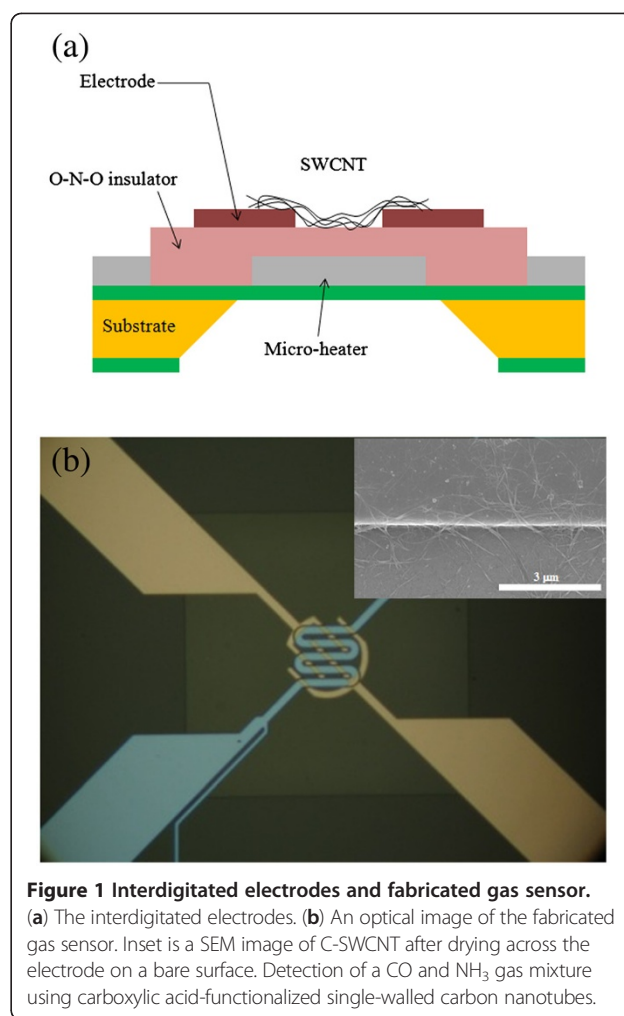 (a)
Electrode
SWCNT
O-N-O insulator
Substrate
Micro-heater
(b)
3 μm
Figure 1 Interdigitated electrodes and fabricated gas sensor.
(a) The interdigitated electrodes. (b) An optical image of the fabricated
gas sensor. Inset is a SEM image of C-SWCNT after drying across the
electrode on a bare surface. Detection of a CO and NH₃ gas mixture
using carboxylic acid-functionalized single-walled carbon nanotubes.